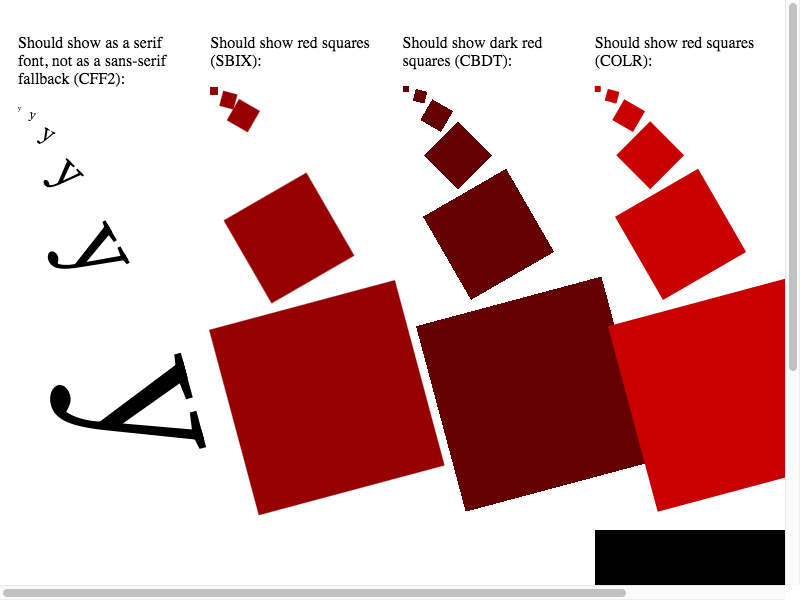 Should show as a serif
font, not as a sans-serif
fallback (CFF2):
y
y
y
y
y
y
Should show red squares
(SBIX):
Should show dark red
squares (CBDT):
Should show red squares
(COLR):